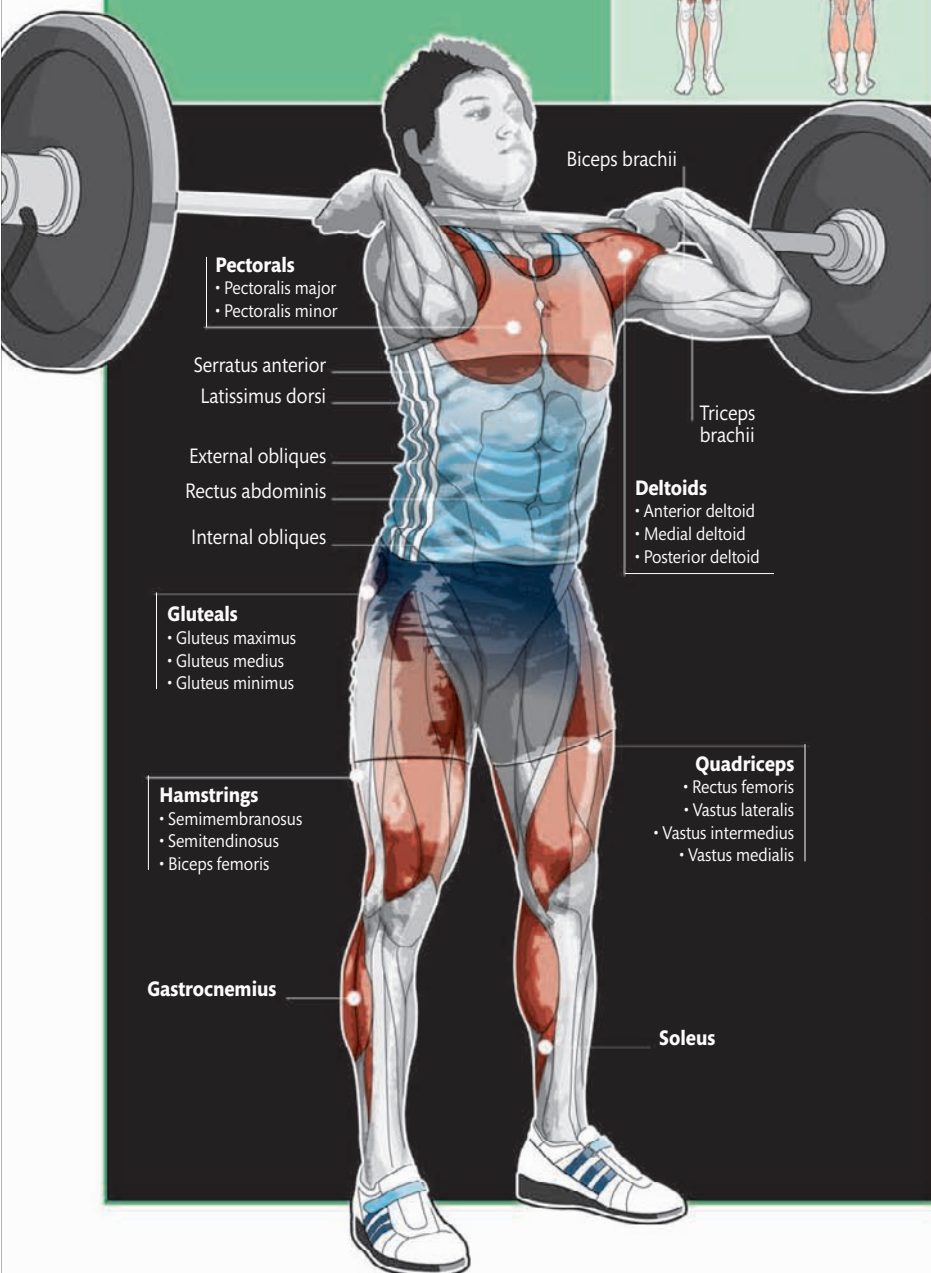 Biceps brachii
Pectorals
• Pectoralis major
• Pectoralis minor
Serratus anterior
Latissimus dorsi
External obliques
Rectus abdominis
Internal obliques
Triceps
brachii
Deltoids
• Anterior deltoid
• Medial deltoid
• Posterior deltoid
Gluteals
• Gluteus maximus
• Gluteus medius
• Gluteus minimus
Quadriceps
• Rectus femoris
• Vastus lateralis
• Vastus intermedius
• Vastus medialis
Hamstrings
• Semimembranosus
• Semitendinosus
• Biceps femoris
Gastrocnemius
Soleus